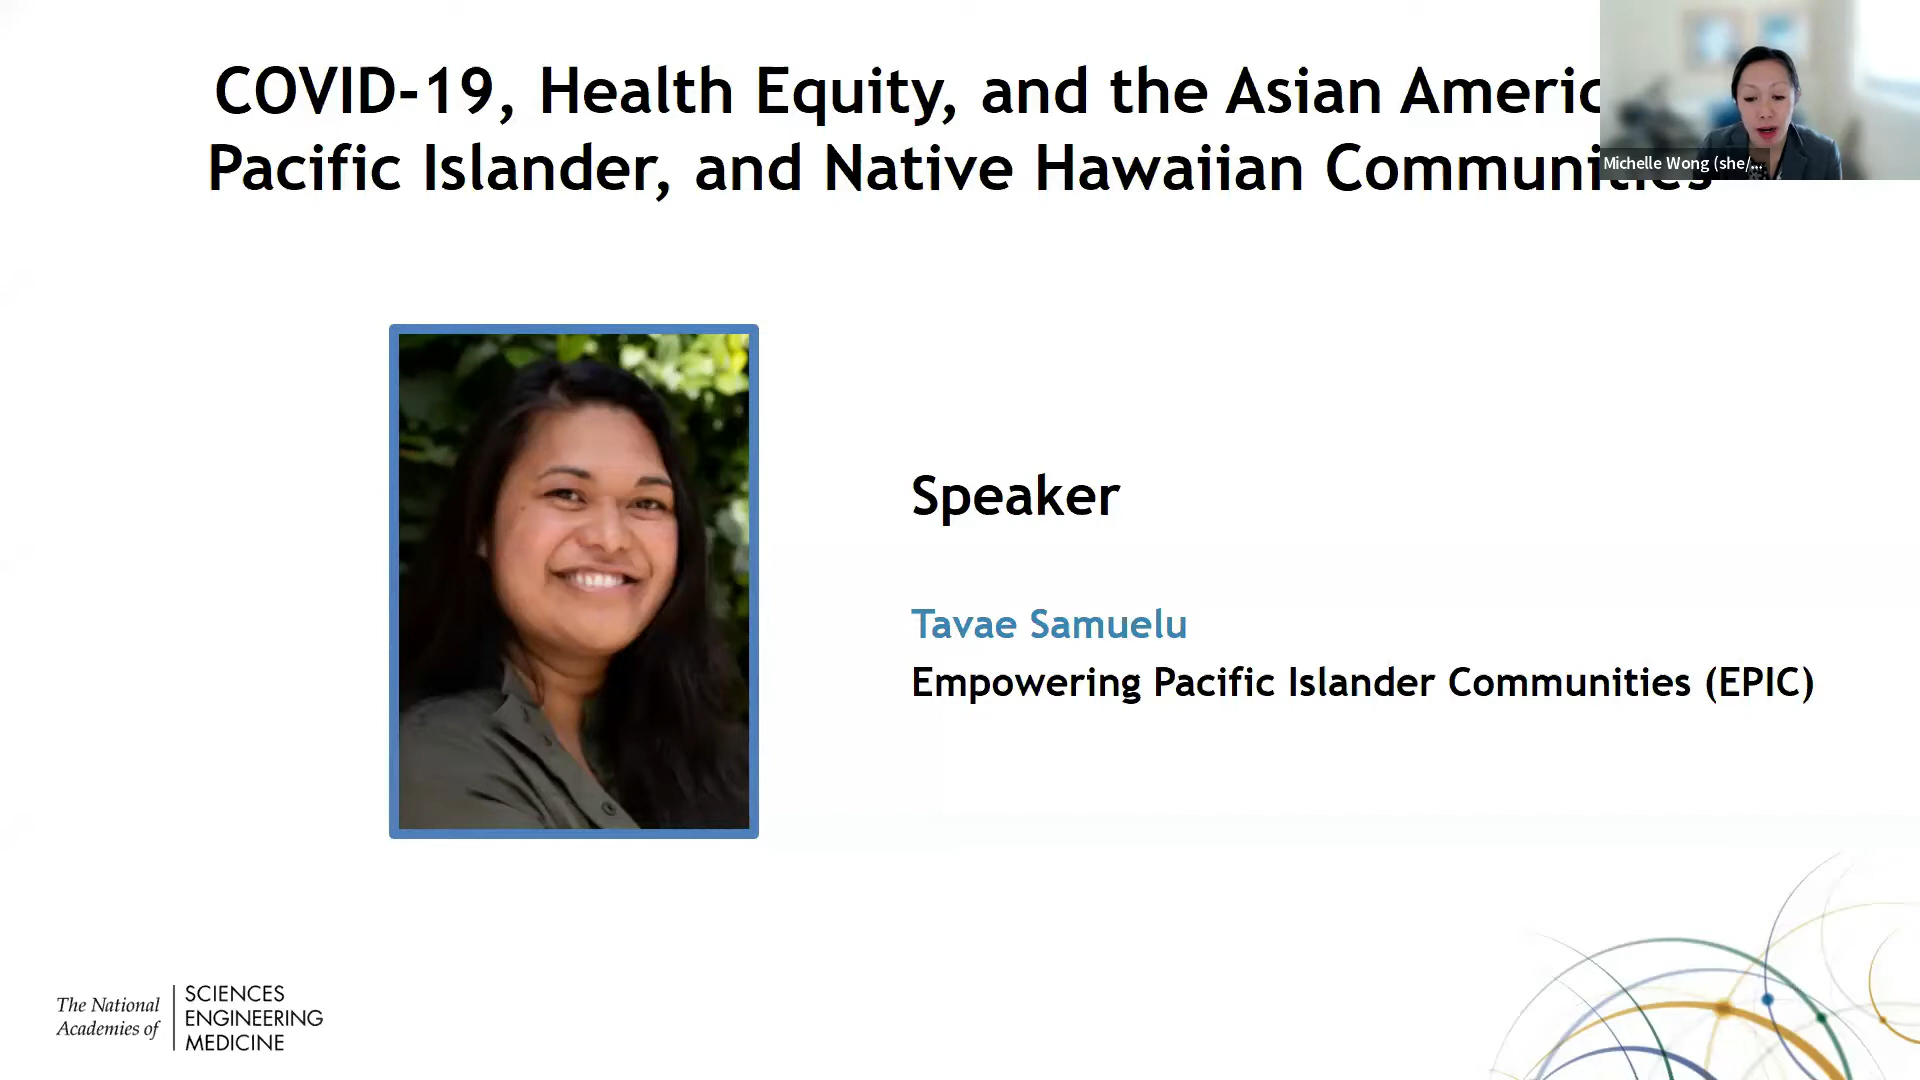 COVID-19, Health Equity, and the Asian Americ
Pacific Islander, and Native Hawaiian Communities
Michelle Wong (she/...
Speaker
Tavae Samuelu
Empowering Pacific Islander Communities (EPIC)
The National
Academies of
SCIENCES
ENGINEERING
MEDICINE